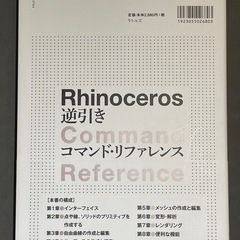 定価:本体2,880円+税
ラトルズ
Rhinoceros
逆引き
Command
コマンド・リファレンス
Reference
【本書の構成】
第1章●インターフェイス
第2章●点や線、ソリッドのプリミティブを
作成する
第3章●自由曲線の作成と編集
第5章●メッシュの作成と編集
第6章●変形・解析
第7章●レンダリング
第8章●便利な機能